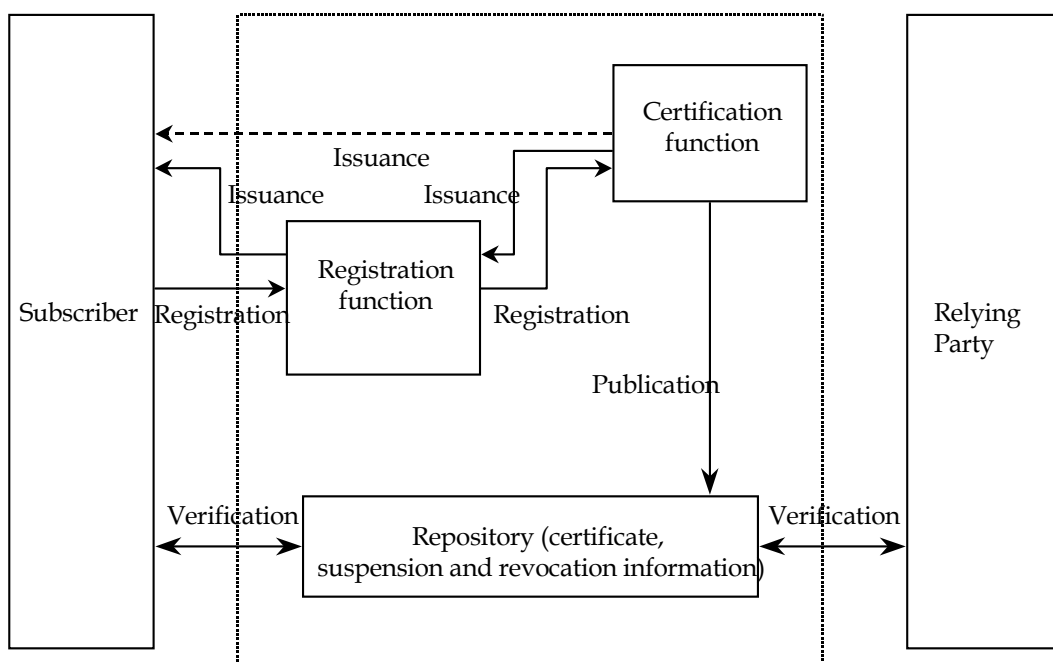 Certification
function
Issuance
Issuance
Issuance
Registration
function
Subscriber
Registration
Registration
Relying
Party
Publication
Verification
Verification
Repository (certificate,
suspension and revocation information)